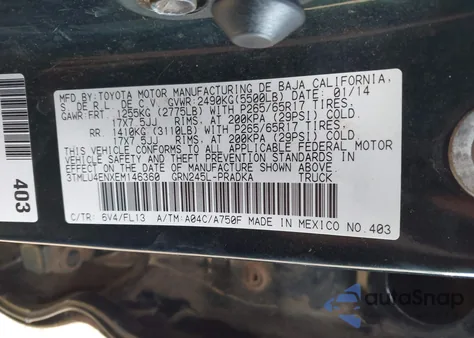 MFD.BY:TOYOTA MOTOR MANUFACTURING DE BAJA CALIFORNIA,
S. DE R.L. DE C.V. GVWR:2490KG(5500LB) DATE: 01/14
GAWR:FRT. 1255KG(2775LB)WITH P265/65R17 TIRES,
17X7.5JJ RIMS, AT 200KPA (29PSI) COLD.
RR. 1410KG(3110LB)WITH P265/65R17 TIRES,
17X7.5JJ RIMS, AT 200KPA (29PSI) COLD.
THIS VEHICLE CONFORMS TO ALL APPLICABLE FEDERAL MOTOR
VEHICLE SAFETY STANDARDS IN EFFECT ON THE DATE OF
MANUFACTURE SHOWN ABOVE.
3TMLU4ENXEM146360 GRN245L-PRADKA TRUCK
C/TR: 6V4/FL13 A/TM: A04C/A750F MADE IN MEXICO NO.403
403
autoSnap